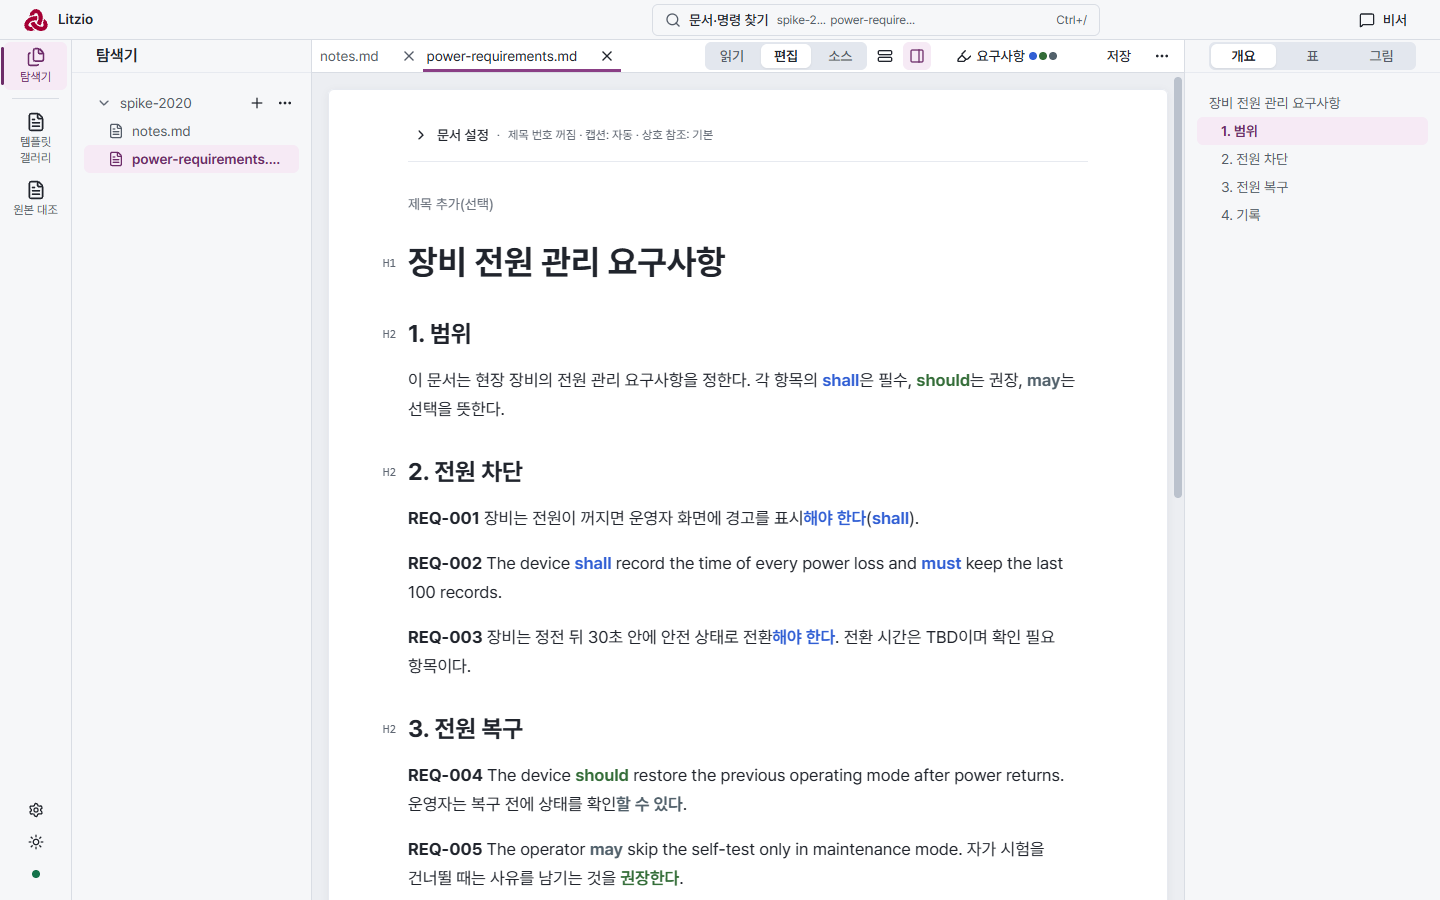 Litzio
문서·명령 찾기 spike-2... power-require... Ctrl+/
비서
탐색기
템플릿
갤러리
원본 대조
탐색기
spike-2020
notes.md
power-requirements....
notes.md
power-requirements.md
읽기 편집 소스
요구사항
저장
문서 설정 · 제목 번호 꺼짐 · 캡션: 자동 · 상호 참조: 기본
제목 추가(선택)
H1 장비 전원 관리 요구사항
H2 1. 범위
이 문서는 현장 장비의 전원 관리 요구사항을 정한다. 각 항목의 shall은 필수, should는 권장, may는
선택을 뜻한다.
H2 2. 전원 차단
REQ-001 장비는 전원이 꺼지면 운영자 화면에 경고를 표시해야 한다(shall).
REQ-002 The device shall record the time of every power loss and must keep the last
100 records.
REQ-003 장비는 정전 뒤 30초 안에 안전 상태로 전환해야 한다. 전환 시간은 TBD이며 확인 필요
항목이다.
H2 3. 전원 복구
REQ-004 The device should restore the previous operating mode after power returns.
운영자는 복구 전에 상태를 확인할 수 있다.
REQ-005 The operator may skip the self-test only in maintenance mode. 자가 시험을
건너뛸 때는 사유를 남기는 것을 권장한다.
개요 표 그림
장비 전원 관리 요구사항
1. 범위
2. 전원 차단
3. 전원 복구
4. 기록